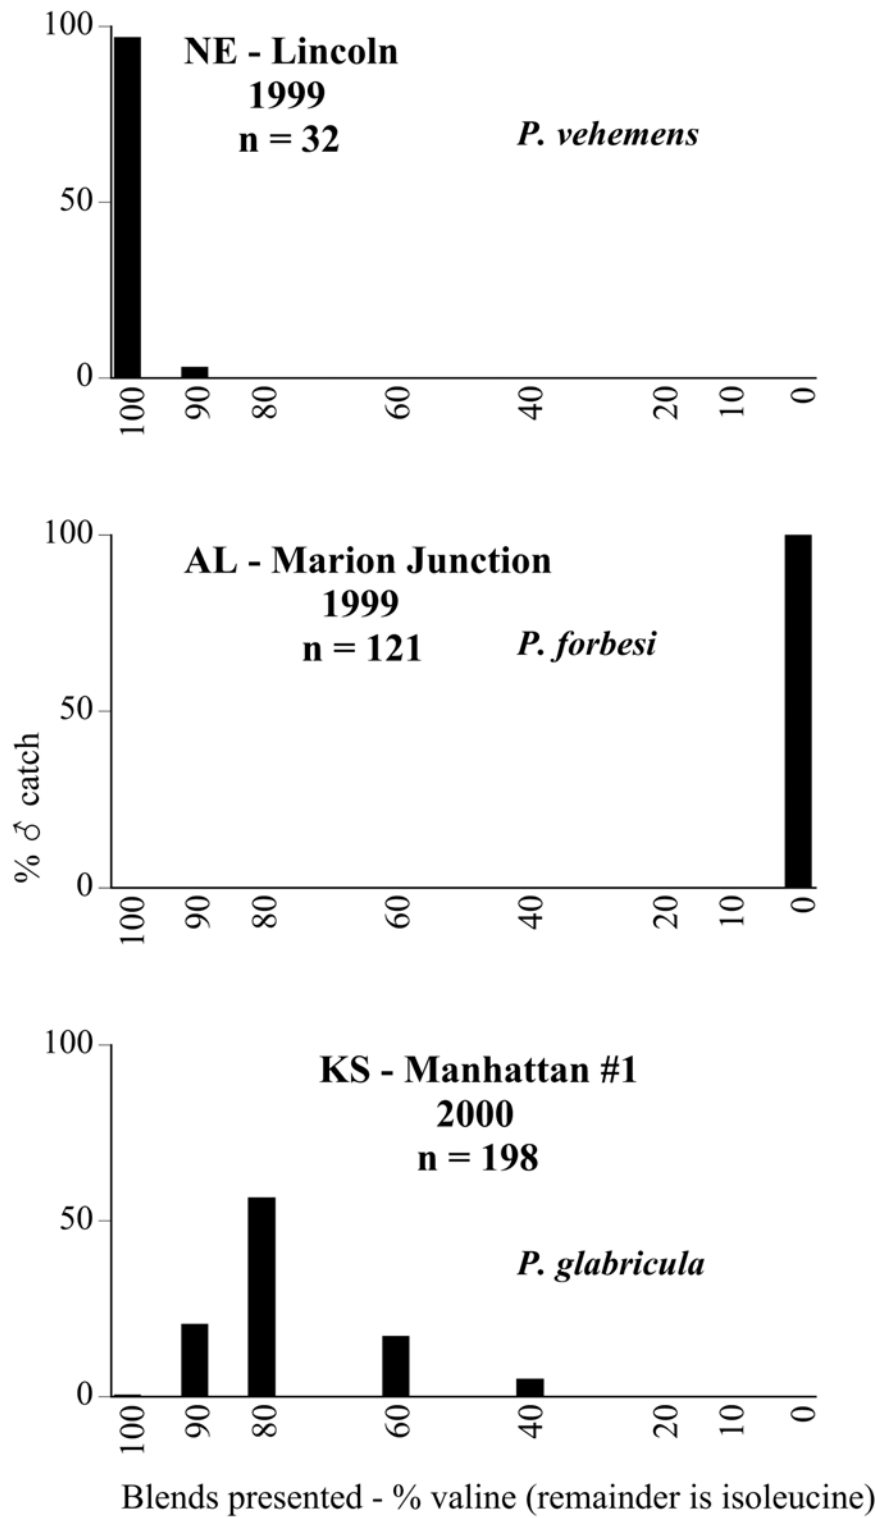 100
NE - Lincoln
1999
n = 32
P. vehemens
50
0
100 90 80 60 40 20 10 0
100
AL - Marion Junction
1999
n = 121
P. forbesi
50
% ♂ catch
0
100 90 80 60 40 20 10 0
100
KS - Manhattan #1
2000
n = 198
50
P. glabricula
0
100 90 80 60 40 20 10 0
Blends presented - % valine (remainder is isoleucine)